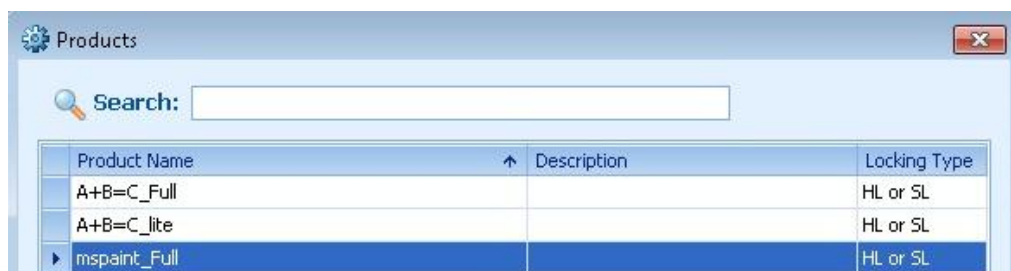 Products
Search:
Product Name Description Locking Type
A+B=C_Full HL or SL
A+B=C_lite HL or SL
mspaint_Full HL or SL